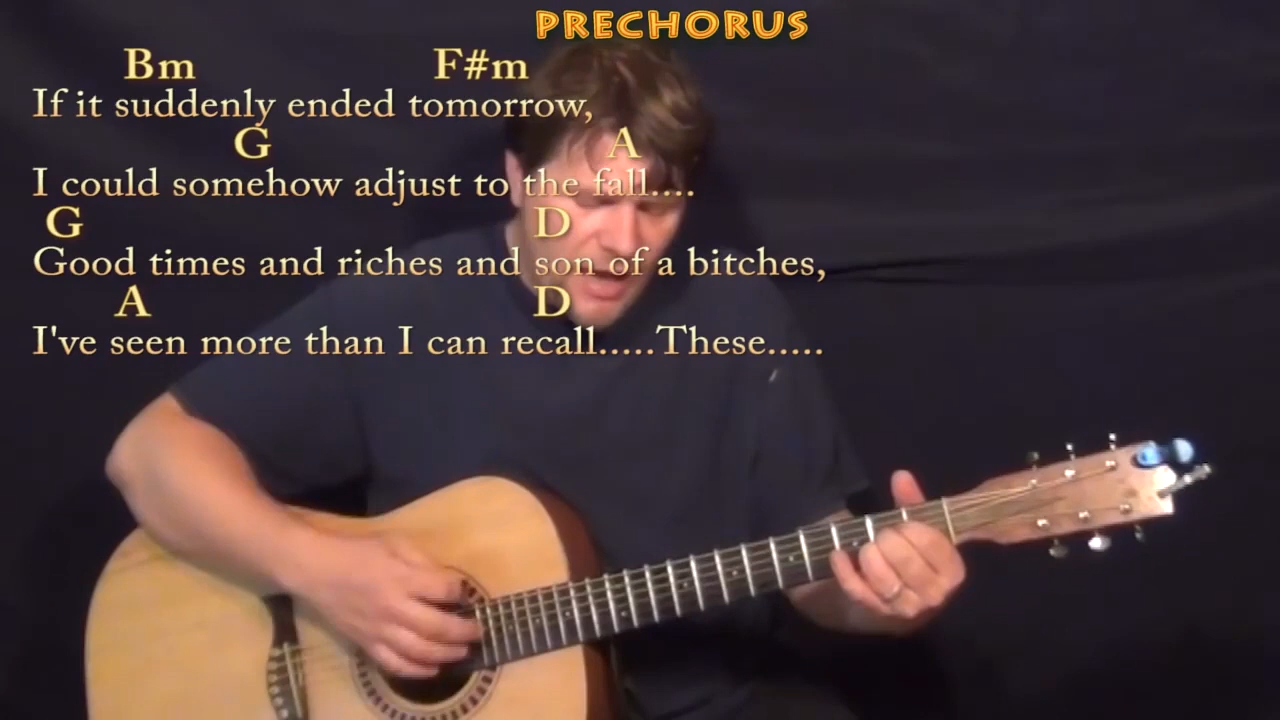 PRECHORUS
Bm F#m
If it suddenly ended tomorrow,
G A
I could somehow adjust to the fall....
G D
Good times and riches and son of a bitches,
A D
I've seen more than I can recall.....These.....